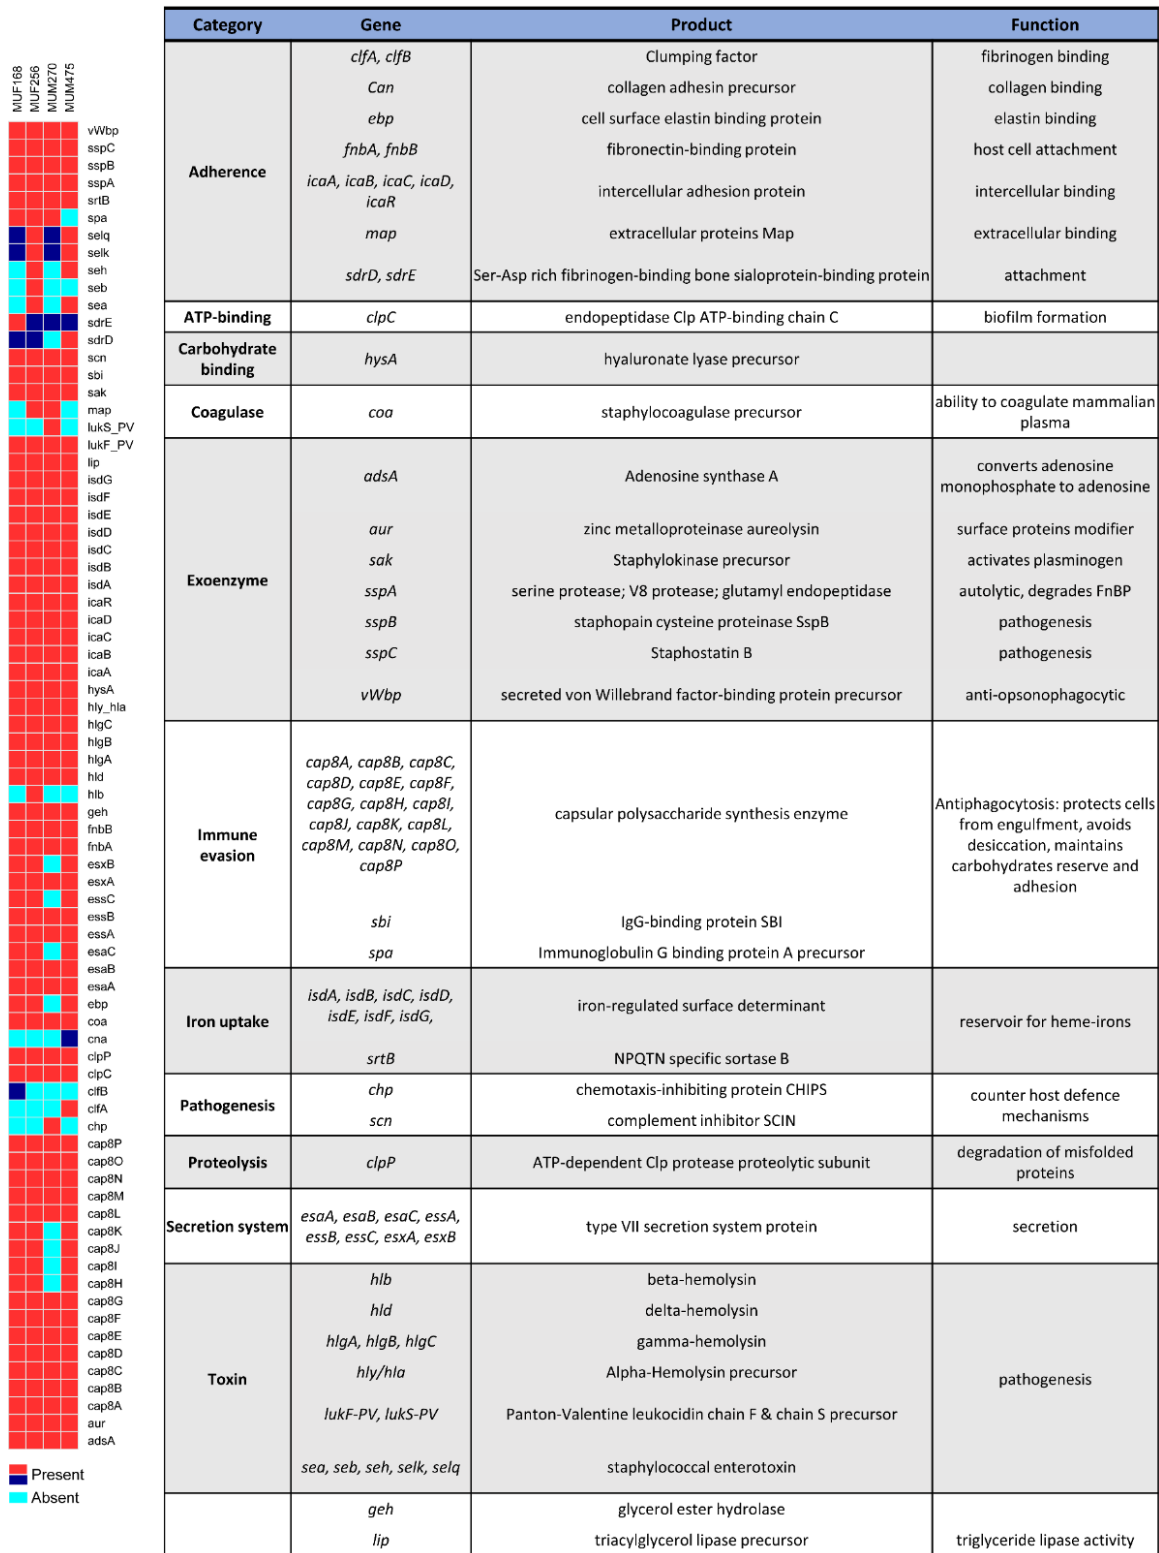 MUF168
MUF256
MUM270
MUM475
vWbp
sspC
sspB
sspA
srtB
spa
selq
selk
seh
seb
sea
sdrE
sdrD
scn
sbi
sak
map
lukS_PV
lukF_PV
lip
isdG
isdF
isdE
isdD
isdC
isdB
isdA
icaR
icaD
icaC
icaB
icaA
hysA
hly_hla
hlgC
hlgB
hlgA
hld
hlb
geh
fnbB
fnbA
esxB
esxA
essC
essB
essA
esaC
esaB
esaA
ebp
coa
cna
clpP
clpC
clfB
clfA
chp
cap8P
cap8O
cap8N
cap8M
cap8L
cap8K
cap8J
cap8I
cap8H
cap8G
cap8F
cap8E
cap8D
cap8C
cap8B
cap8A
aur
adsA
Present
Absent
Category Gene Product Function
Adherence
clfA, clfB Clumping factor fibrinogen binding
Can collagen adhesin precursor collagen binding
ebp cell surface elastin binding protein elastin binding
fnbA, fnbB fibronectin-binding protein host cell attachment
icaA, icaB, icaC, icaD,
icaR intercellular adhesion protein intercellular binding
map extracellular proteins Map extracellular binding
sdrD, sdrE Ser-Asp rich fibrinogen-binding bone sialoprotein-binding protein attachment
ATP-binding clpC endopeptidase Clp ATP-binding chain C biofilm formation
Carbohydrate
binding hysA hyaluronate lyase precursor
Coagulase coa staphylocoagulase precursor ability to coagulate mammalian
plasma
Exoenzyme
adsA Adenosine synthase A converts adenosine
monophosphate to adenosine
aur zinc metalloproteinase aureolysin surface proteins modifier
sak Staphylokinase precursor activates plasminogen
sspA serine protease; V8 protease; glutamyl endopeptidase autolytic, degrades FnBP
sspB staphopain cysteine proteinase SspB pathogenesis
sspC Staphostatin B pathogenesis
vWbp secreted von Willebrand factor-binding protein precursor anti-opsonophagocytic
Immune
evasion
cap8A, cap8B, cap8C,
cap8D, cap8E, cap8F,
cap8G, cap8H, cap8I,
cap8J, cap8K, cap8L,
cap8M, cap8N, cap8O,
cap8P
capsular polysaccharide synthesis enzyme
Antiphagocytosis: protects cells
from engulfment, avoids
desiccation, maintains
carbohydrates reserve and
adhesion
sbi IgG-binding protein SBI
spa Immunoglobulin G binding protein A precursor
Iron uptake
isdA, isdB, isdC, isdD,
isdE, isdF, isdG, iron-regulated surface determinant
reservoir for heme-irons
srtB NPQTN specific sortase B
Pathogenesis
chp chemotaxis-inhibiting protein CHIPS
scn complement inhibitor SCIN
counter host defence
mechanisms
Proteolysis clpP ATP-dependent Clp protease proteolytic subunit degradation of misfolded
proteins
Secretion system esaA, esaB, esaC, essA,
essB, essC, esxA, esxB type VII secretion system protein secretion
Toxin
hlb beta-hemolysin
hld delta-hemolysin
hlgA, hlgB, hlgC gamma-hemolysin
hly/hla Alpha-Hemolysin precursor
pathogenesis
lukF-PV, lukS-PV Panton-Valentine leukocidin chain F & chain S precursor
sea, seb, seh, selk, selq staphylococcal enterotoxin
geh glycerol ester hydrolase
lip triacylglycerol lipase precursor triglyceride lipase activity